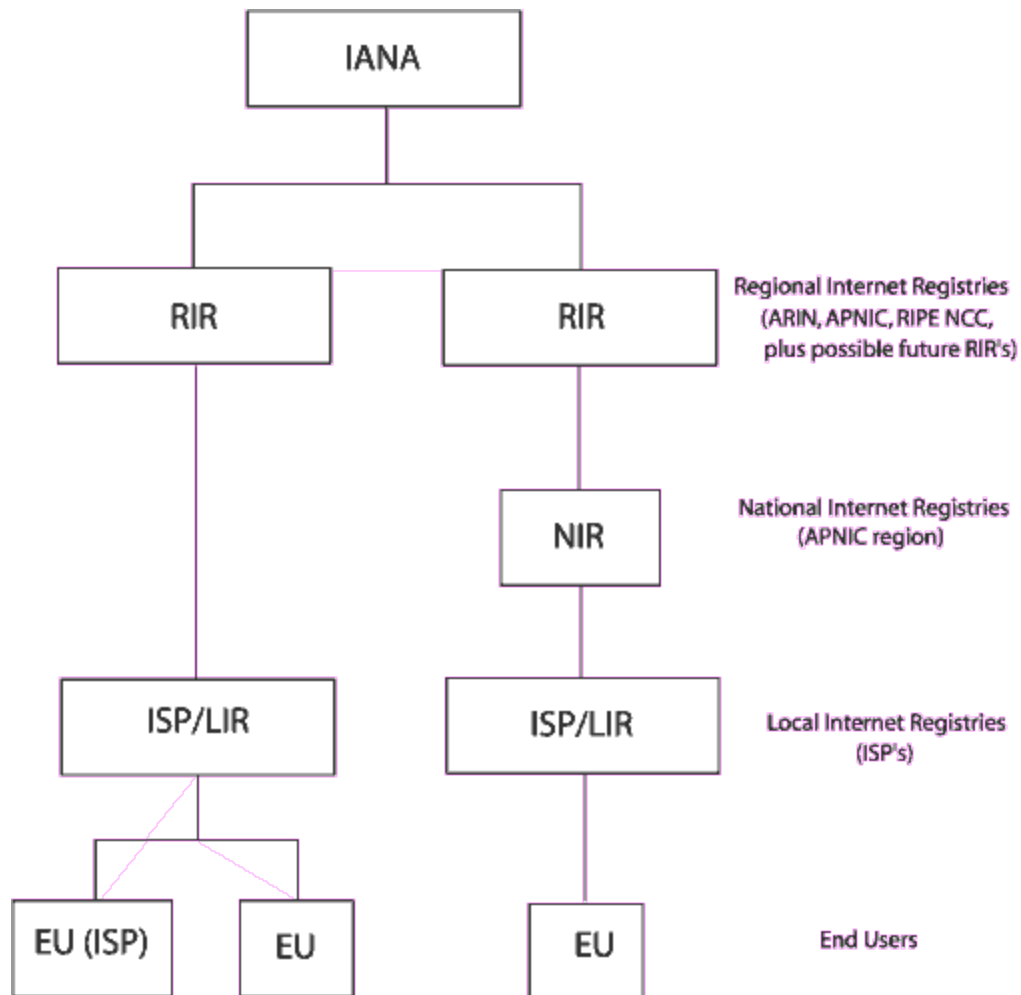 IANA
RIR
RIR
Regional Internet Registries
(ARIN, APNIC, RIPE NCC,
plus possible future RIR's)
NIR
National Internet Registries
(APNIC region)
ISP/LIR
ISP/LIR
Local Internet Registries
(ISP's)
EU (ISP)
EU
EU
End Users